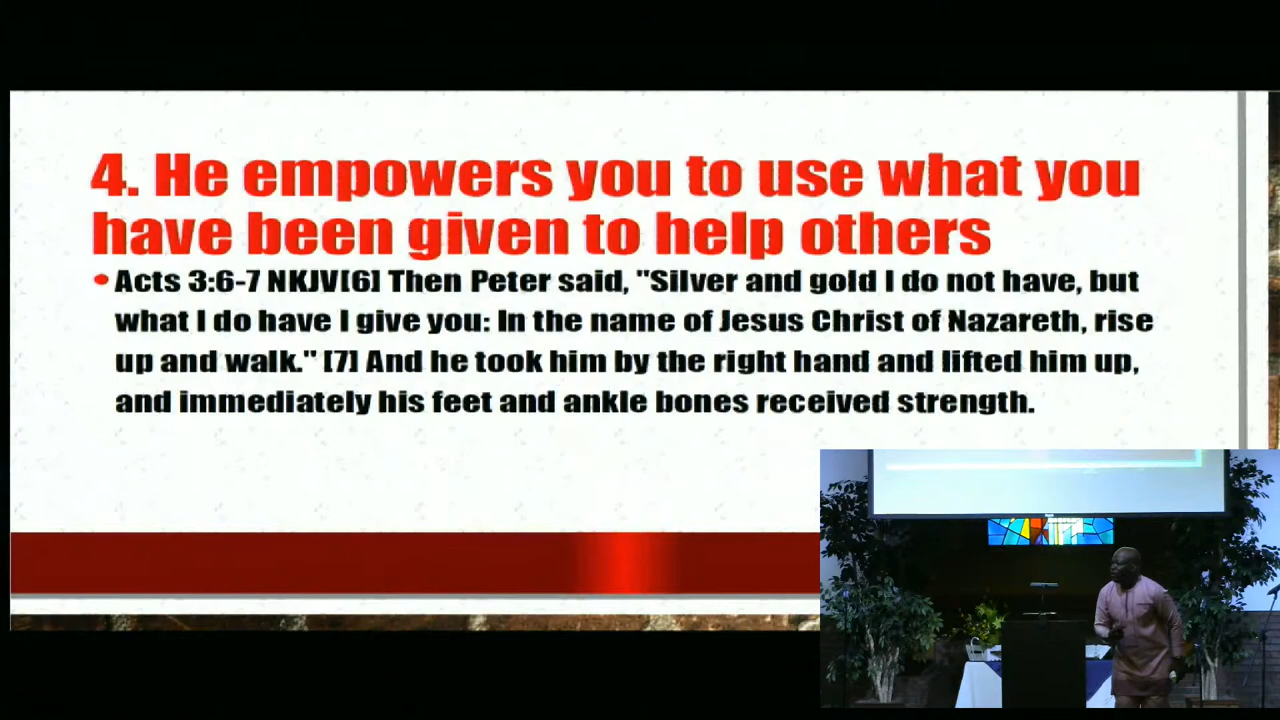 4. He empowers you to use what you
have been given to help others
• Acts 3:6-7 NKJV[6] Then Peter said, "Silver and gold I do not have, but
what I do have I give you: In the name of Jesus Christ of Nazareth, rise
up and walk." [7] And he took him by the right hand and lifted him up,
and immediately his feet and ankle bones received strength.